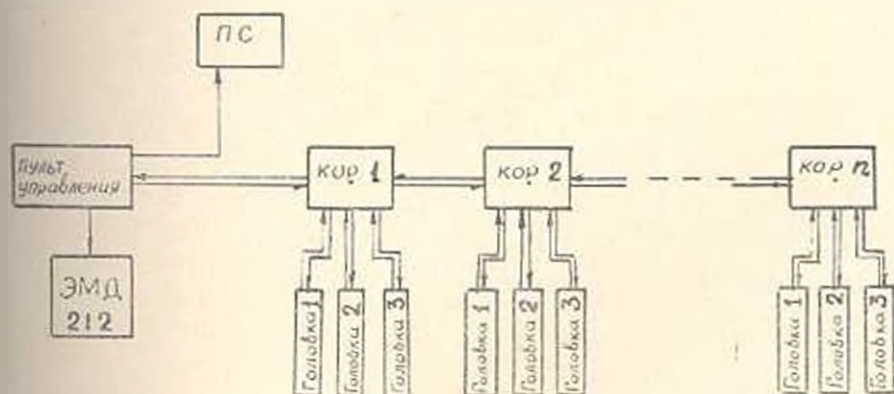 ПС
Пульт
управления
ЭМД
212
КОР 1
КОР 2
КОР n
Головка 1
Головка 2
Головка 3
Головка 1
Головка 2
Головка 3
Головка 1
Головка 2
Головка 3